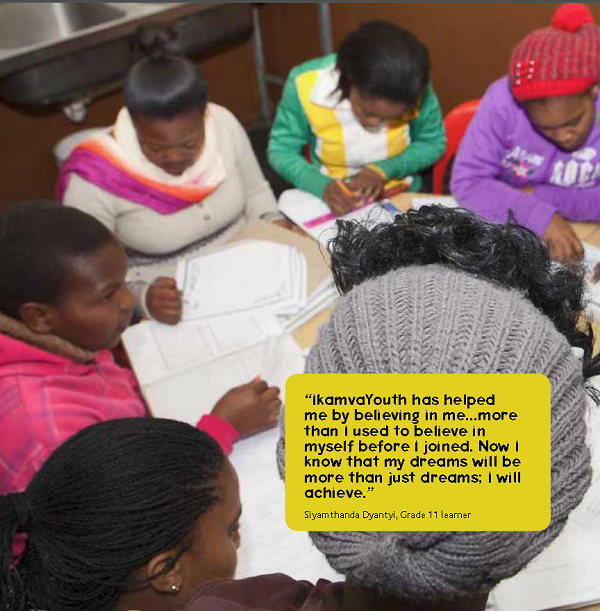 “IkamvaYouth has helped
me by believing in me...more
than I used to believe in
myself before I joined. Now I
know that my dreams will be
more than just dreams; I will
achieve.”
Siyamthanda Dyantyi, Grade 11 learner